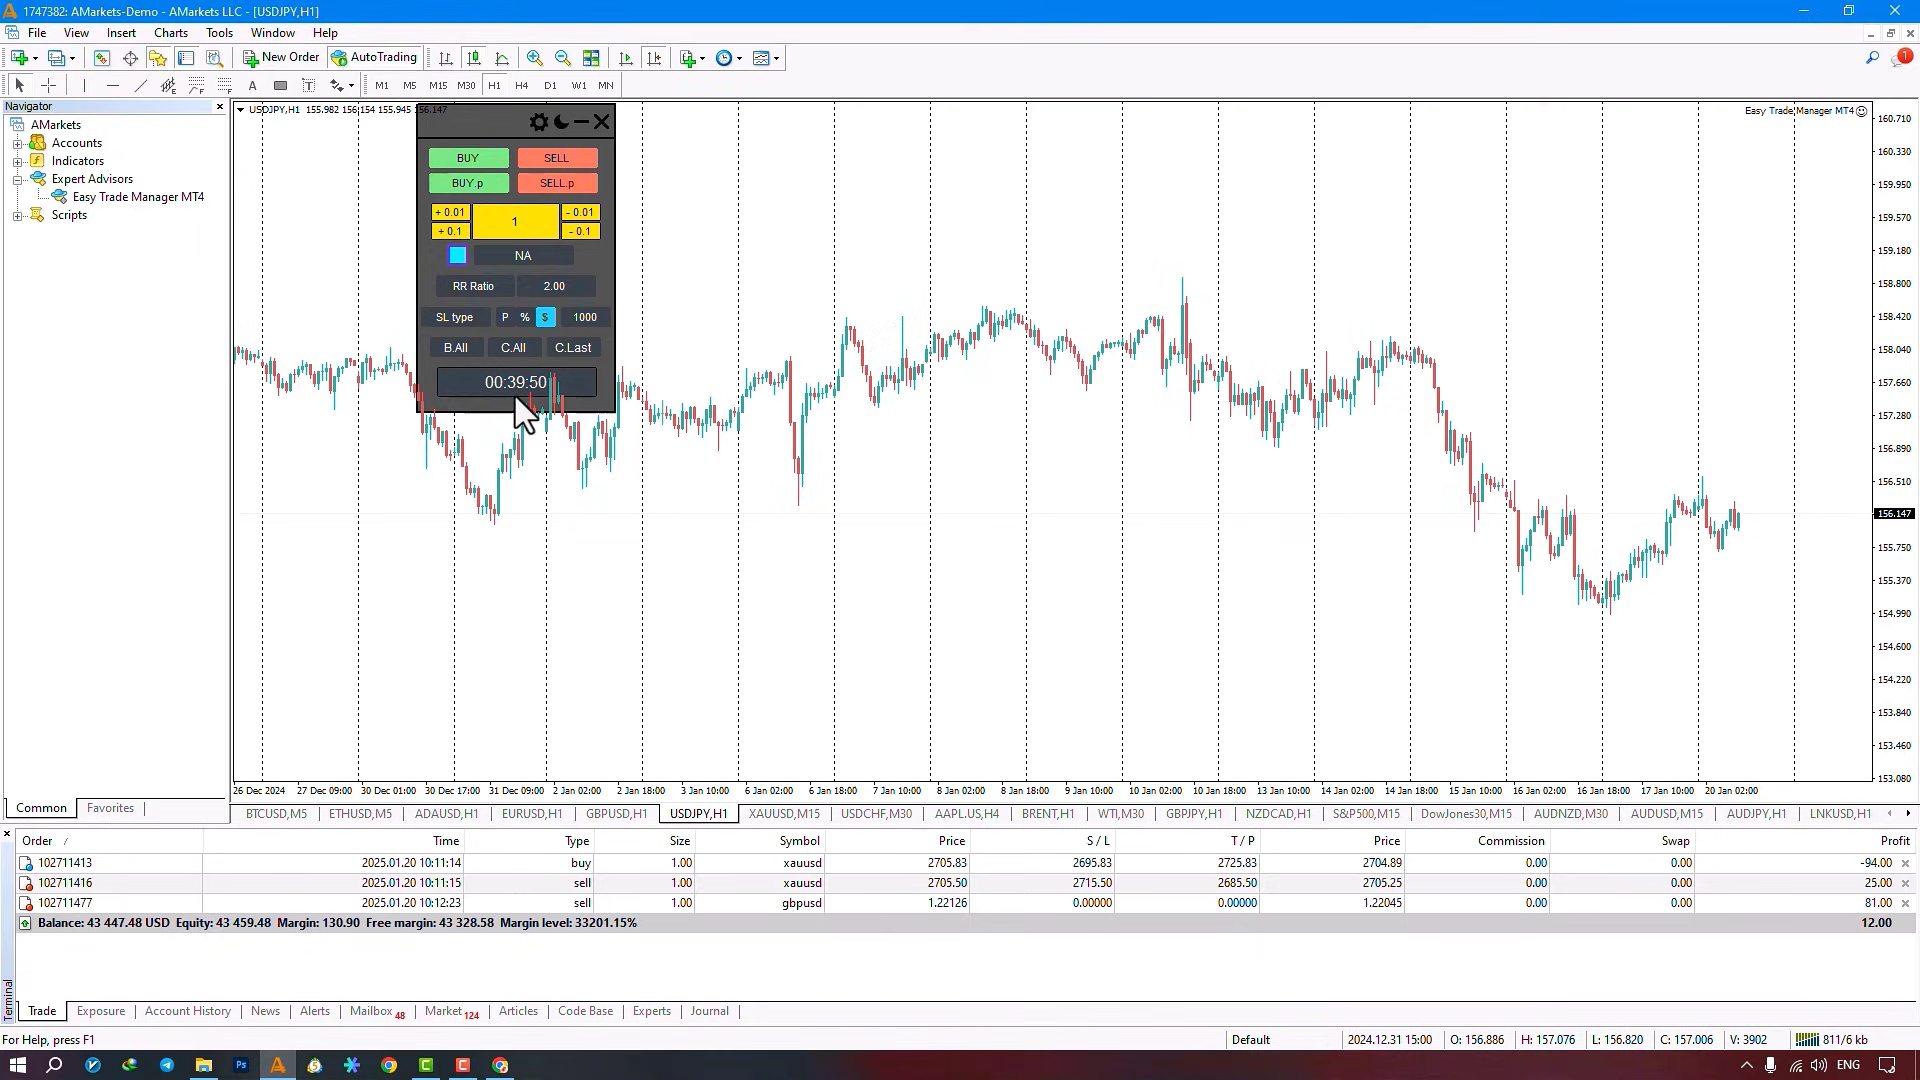 1747382: AMarkets-Demo - AMarkets LLC - [USDJPY,H1]
File View Insert Charts Tools Window Help
New Order AutoTrading 1
A T M1 M5 M15 M30 H1 H4 D1 W1 MN
Navigator
AMarkets
Accounts
Indicators
Expert Advisors
Easy Trade Manager MT4
Scripts
Common Favorites
USDJPY,H1 155.982 156.154 155.945 156.147
Easy Trade Manager MT4
BUY SELL
BUY.p SELL.p
+ 0.01 1 - 0.01
+ 0.1 - 0.1
NA
RR Ratio 2.00
SL type P % $ 1000
B.All C.All C.Last
00:39:50
160.710
160.330
159.950
159.570
159.180
158.800
158.420
158.040
157.660
157.280
156.890
156.510
156.147
155.750
155.370
154.990
154.600
154.220
153.840
153.460
153.080
26 Dec 2024 27 Dec 09:00 30 Dec 01:00 30 Dec 17:00 31 Dec 09:00 2 Jan 02:00 2 Jan 18:00 3 Jan 10:00 6 Jan 02:00 6 Jan 18:00 7 Jan 10:00 8 Jan 02:00 8 Jan 18:00 9 Jan 10:00 10 Jan 02:00 10 Jan 18:00 13 Jan 10:00 14 Jan 02:00 14 Jan 18:00 15 Jan 10:00 16 Jan 02:00 16 Jan 18:00 17 Jan 10:00 20 Jan 02:00
BTCUSD,M5 ETHUSD,M5 ADAUSD,H1 EURUSD,H1 GBPUSD,H1 USDJPY,H1 XAUUSD,M15 USDCHF,M30 AAPL.US,H4 BRENT,H1 WTI,M30 GBPJPY,H1 NZDCAD,H1 S&P500,M15 DowJones30,M15 AUDNZD,M30 AUDUSD,M15 AUDJPY,H1 LNKUSD,H1
Order / Time Type Size Symbol Price S / L T / P Price Commission Swap Profit
102711413 2025.01.20 10:11:14 buy 1.00 xauusd 2705.83 2695.83 2725.83 2704.89 0.00 0.00 -94.00
102711416 2025.01.20 10:11:15 sell 1.00 xauusd 2705.50 2715.50 2685.50 2705.25 0.00 0.00 25.00
102711477 2025.01.20 10:12:23 sell 1.00 gbpusd 1.22126 0.00000 0.00000 1.22045 0.00 0.00 81.00
Balance: 43 447.48 USD Equity: 43 459.48 Margin: 130.90 Free margin: 43 328.58 Margin level: 33201.15% 12.00
Terminal
Trade Exposure Account History News Alerts Mailbox 48 Market 124 Articles Code Base Experts Journal
For Help, press F1 Default 2024.12.31 15:00 O: 156.886 H: 157.076 L: 156.820 C: 157.006 V: 3902 811/6 kb
Ps ENG